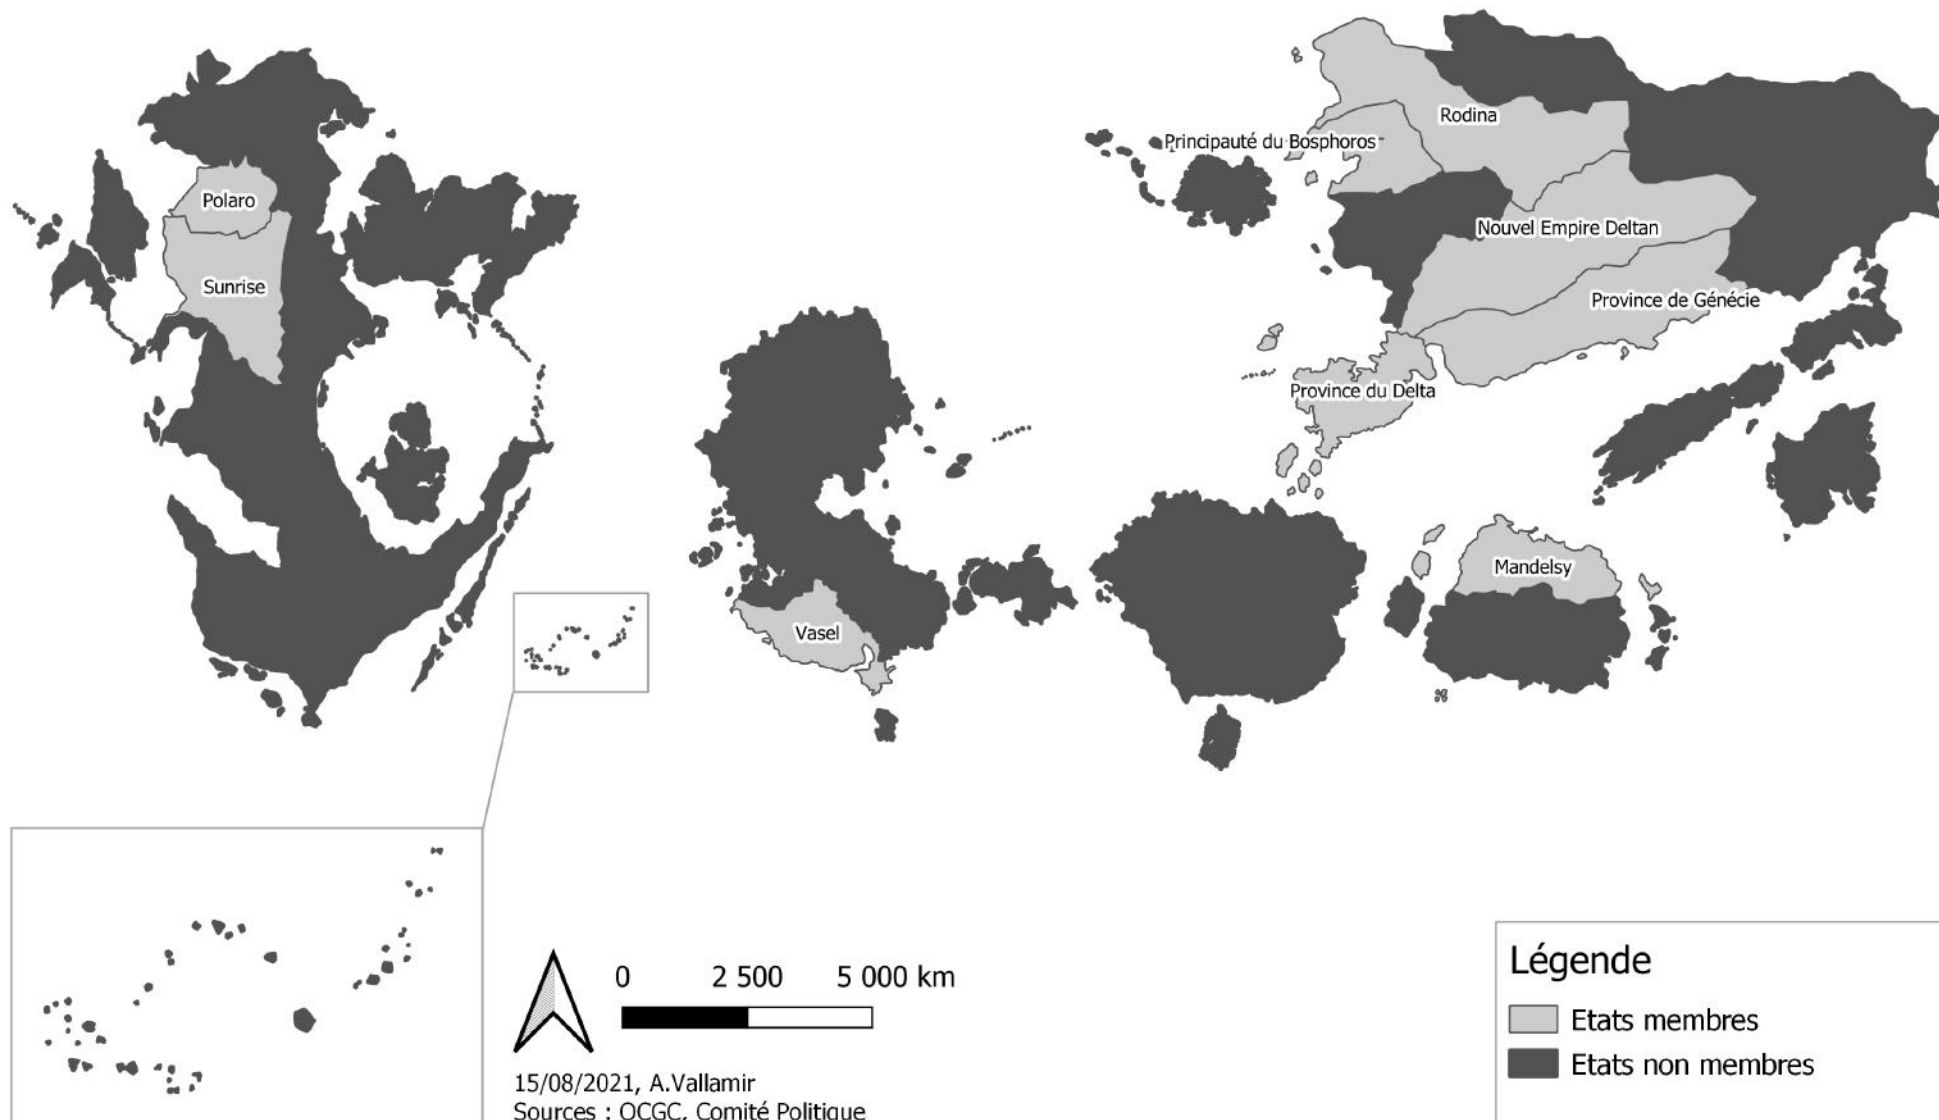 Rodina
Principauté du Bosphoros
Polaro
Nouvel Empire Deltan
Sunrise
Province de Génécie
Province du Delta
Mandelsy
Vasel
0 2 500 5 000 km
15/08/2021, A.Vallamir
Sources : OCGC, Comité Politique
Légende
Etats membres
Etats non membres